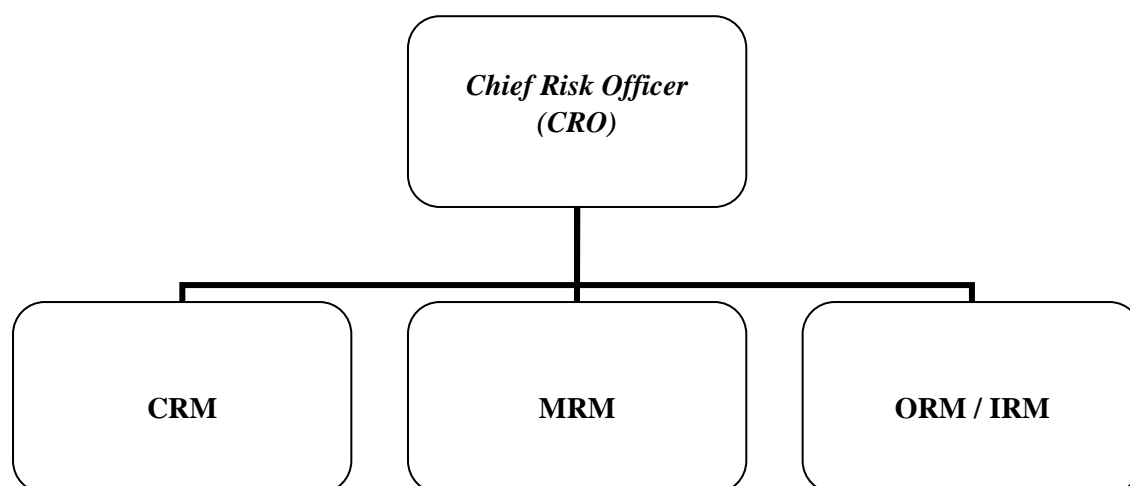 Chief Risk Officer
(CRO)
CRM
MRM
ORM / IRM